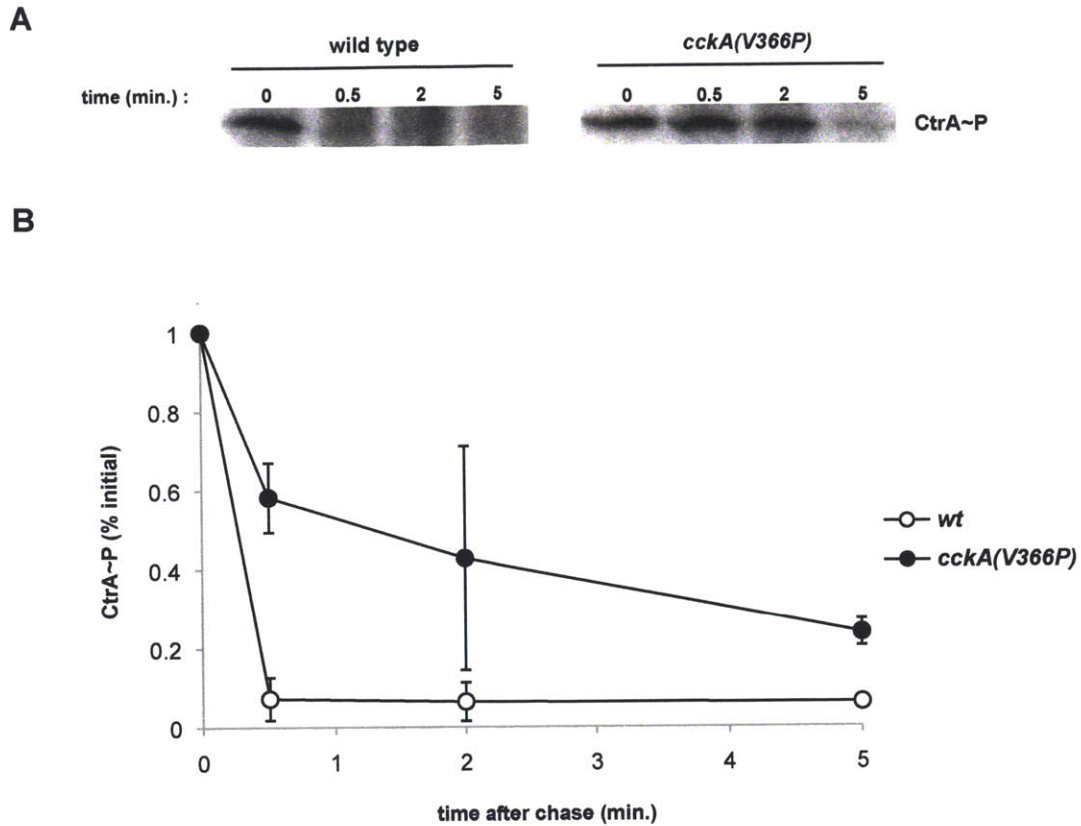 A
wild type
cckA(V366P)
time (min.) :
0 0.5 2 5
0 0.5 2 5
CtrA~P
B
CtrA~P (% initial)
1
0.8
0.6
0.4
0.2
0
0 1 2 3 4 5
time after chase (min.)
wt
cckA(V366P)